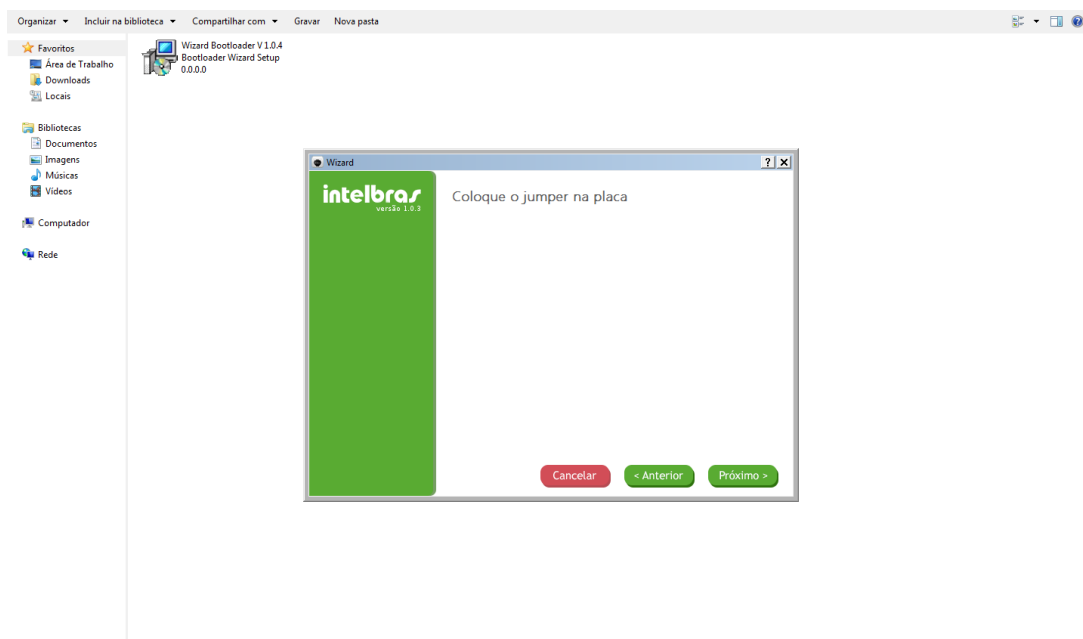 Organizar Incluir na biblioteca Compartilhar com Gravar Nova pasta
Favoritos
Área de Trabalho
Downloads
Locais
Bibliotecas
Documentos
Imagens
Músicas
Vídeos
Computador
Rede
Wizard Bootloader V 1.0.4
Bootloader Wizard Setup
0.0.0.0
Wizard
intelbras
versão 1.0.3
Coloque o jumper na placa
Cancelar < Anterior Próximo >